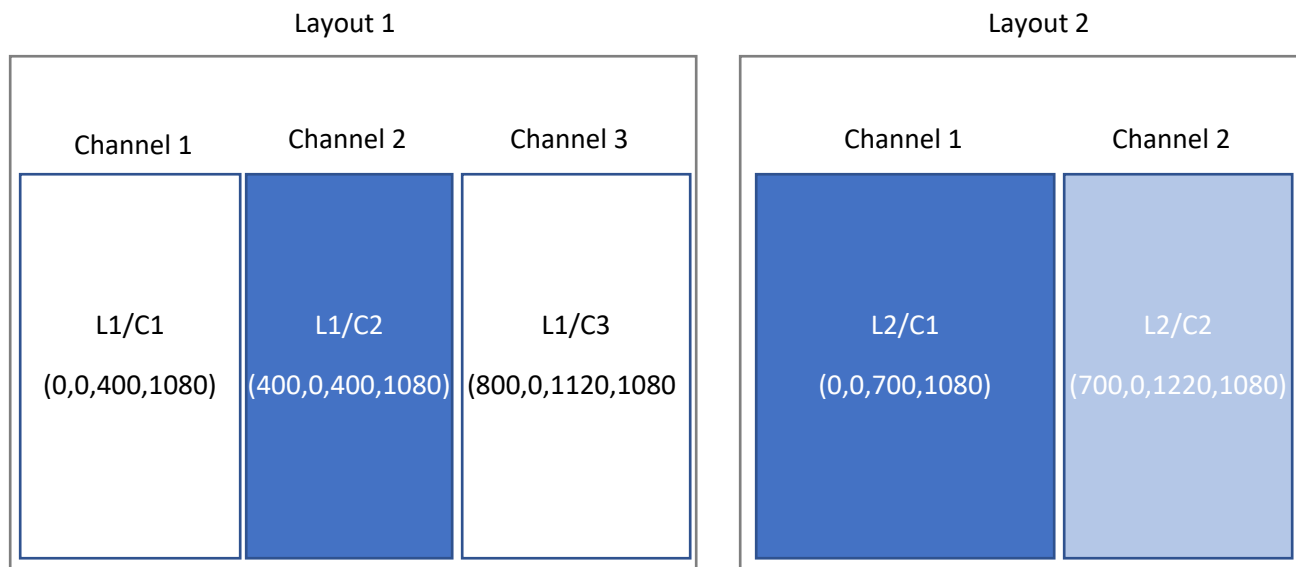 Layout 1
Channel 1
Channel 2
Channel 3
L1/C1
(0,0,400,1080)
L1/C2
(400,0,400,1080)
L1/C3
(800,0,1120,1080
Layout 2
Channel 1
Channel 2
L2/C1
(0,0,700,1080)
L2/C2
(700,0,1220,1080)